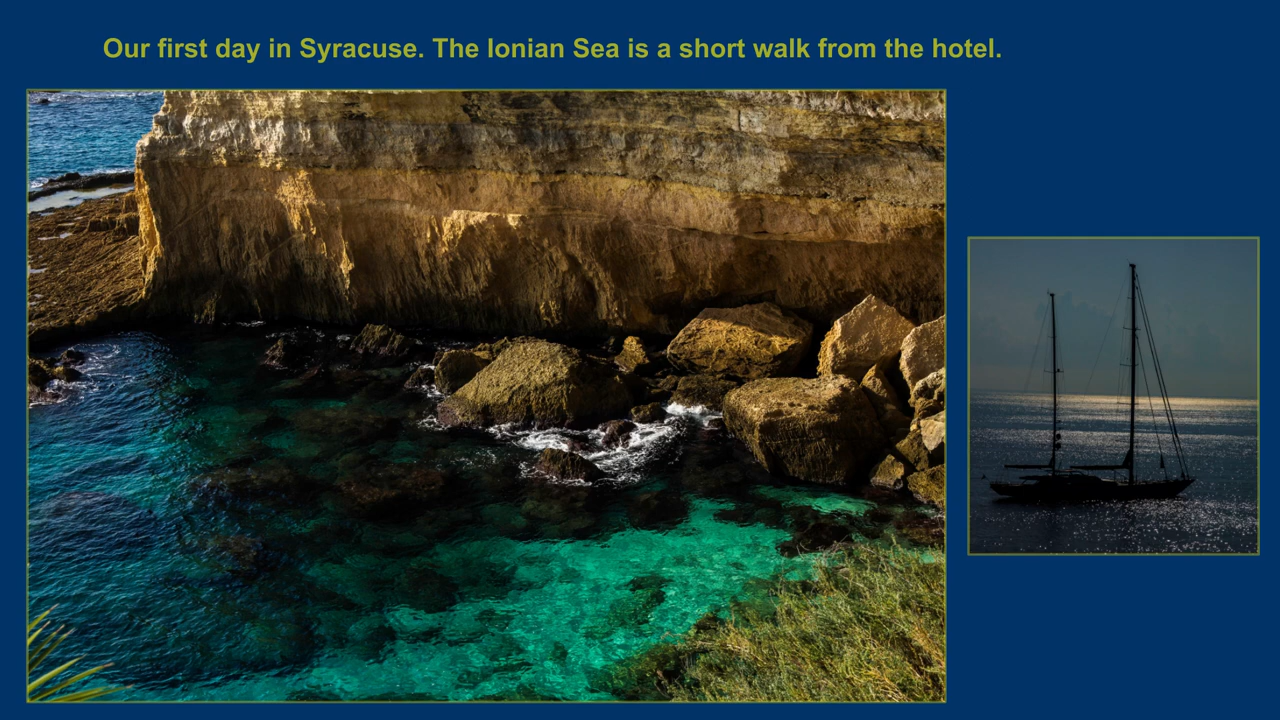 Our first day in Syracuse. The Ionian Sea is a short walk from the hotel.